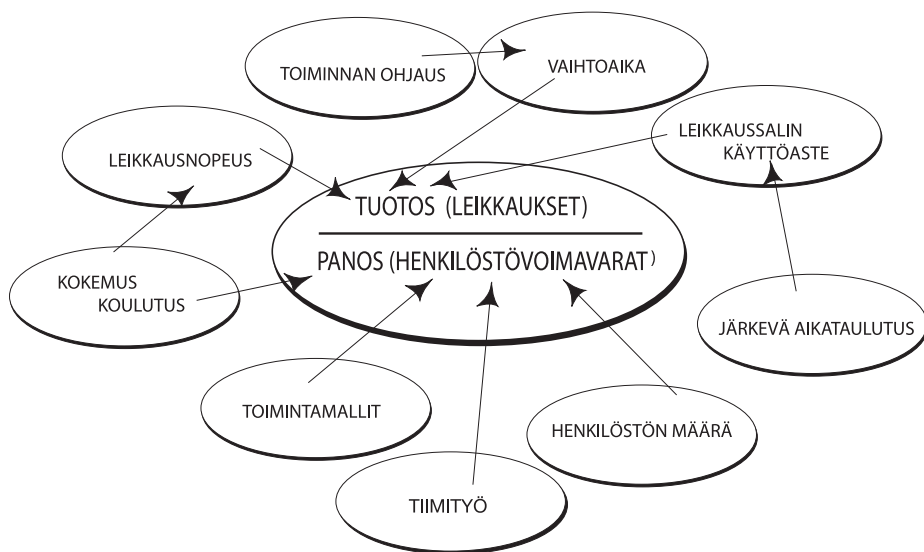 TOIMINNAN OHJAUS
VAIHTOAIKA
LEIKKAUSNOPEUS
LEIKKAUSSALIN
KÄYTTÖASTE
TUOTOS (LEIKKAUKSET)
PANOS (HENKILÖSTÖVOIMAVARAT)
KOKEMUS
KOULUTUS
JÄRKEVÄ AIKATAULUTUS
TOIMINTAMALLIT
HENKILÖSTÖN MÄÄRÄ
TIIMITYÖ